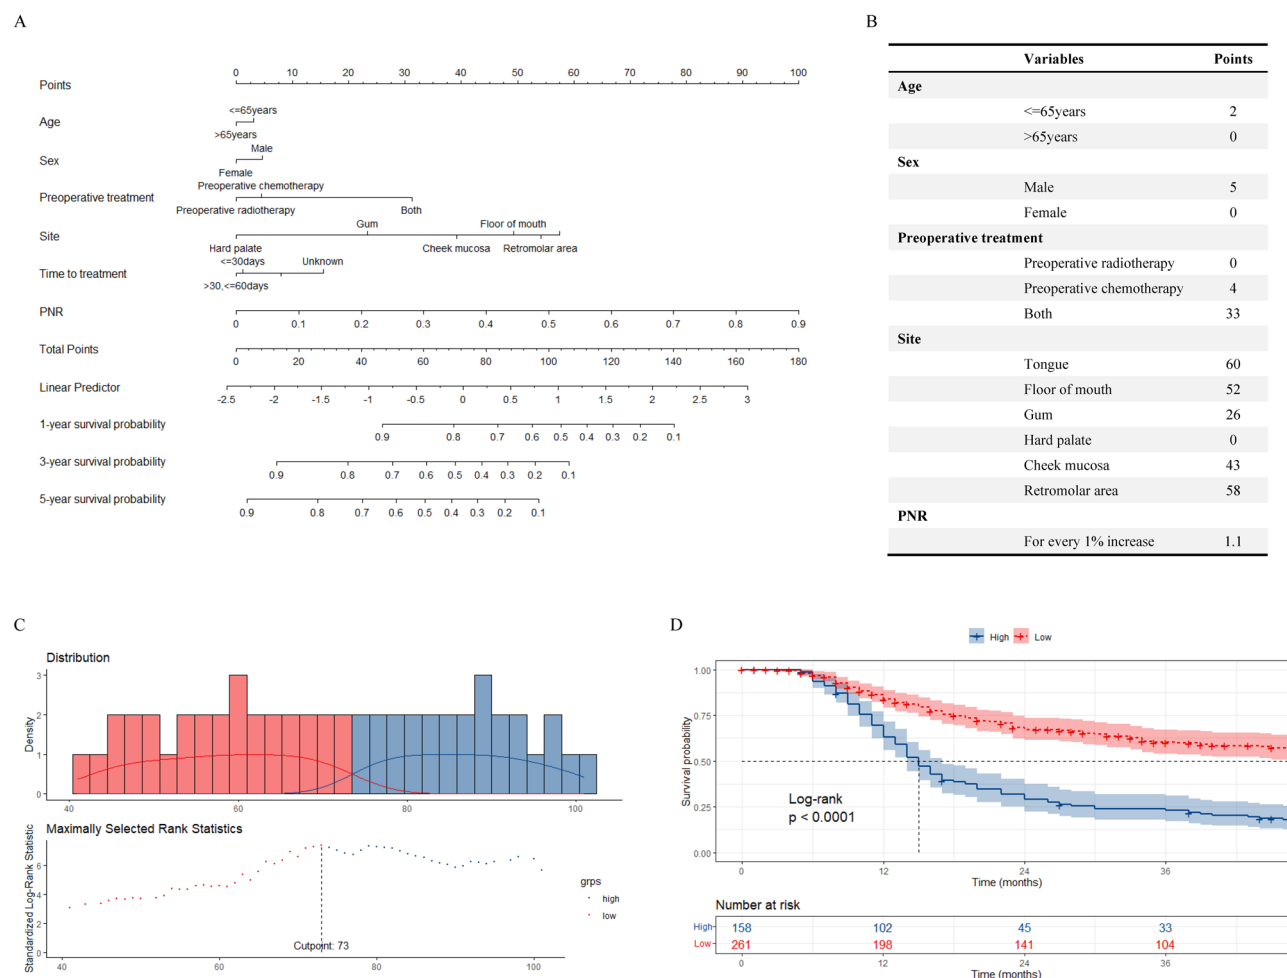 A
Points
0 10 20 30 40 50 60 70 80 90 100
<=65years
Age
>65years
Male
Sex
Female
Preoperative chemotherapy
Preoperative treatment
Preoperative radiotherapy Both
Gum Floor of mouth
Site
Hard palate Cheek mucosa Retromolar area
<=30days Unknown
Time to treatment
>30,<=60days
PNR
0 0.1 0.2 0.3 0.4 0.5 0.6 0.7 0.8 0.9
Total Points
0 20 40 60 80 100 120 140 160 180
Linear Predictor
-2.5 -2 -1.5 -1 -0.5 0 0.5 1 1.5 2 2.5 3
1-year survival probability
0.9 0.8 0.7 0.6 0.5 0.4 0.3 0.2 0.1
3-year survival probability
0.9 0.8 0.7 0.6 0.5 0.4 0.3 0.2 0.1
5-year survival probability
0.9 0.8 0.7 0.6 0.5 0.4 0.3 0.2 0.1
B
Variables Points
Age
<=65years 2
>65years 0
Sex
Male 5
Female 0
Preoperative treatment
Preoperative radiotherapy 0
Preoperative chemotherapy 4
Both 33
Site
Tongue 60
Floor of mouth 52
Gum 26
Hard palate 0
Cheek mucosa 43
Retromolar area 58
PNR
For every 1% increase 1.1
C
Distribution
Density
3
2
1
0
40 60 80 100
Maximally Selected Rank Statistics
Standardized Log-Rank Statistic
6
4
2
0
Cutpoint: 73
40 60 80 100
grps
high
low
D
High Low
Survival probability
1.00
0.75
0.50
0.25
0.00
Log-rank
p < 0.0001
0 12 24 36
Time (months)
Number at risk
High 158 102 45 33
Low 261 198 141 104
0 12 24 36
Time (months)